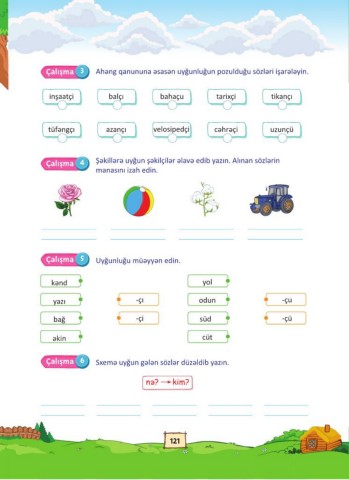 Çalışma 3 Ahəng qanununa əsasən uyğunluğun pozulduğu sözləri işarələyin.
inşaatçi balçı bahaçu tarixçi tikançı
tüfəngçı azançı velosipedçi cəhrəçi uzunçü
Çalışma 4 Şəkillərə uyğun şəkilçilər əlavə edib yazın. Alınan sözlərin
mənasını izah edin.
Çalışma 5 Uyğunluğu müəyyən edin.
kənd yol
yazı -çı odun -çu
bağ -çi süd -çü
əkin cüt
Çalışma 6 Sxemə uyğun gələn sözlər düzəldib yazın.
nə? → kim?
121